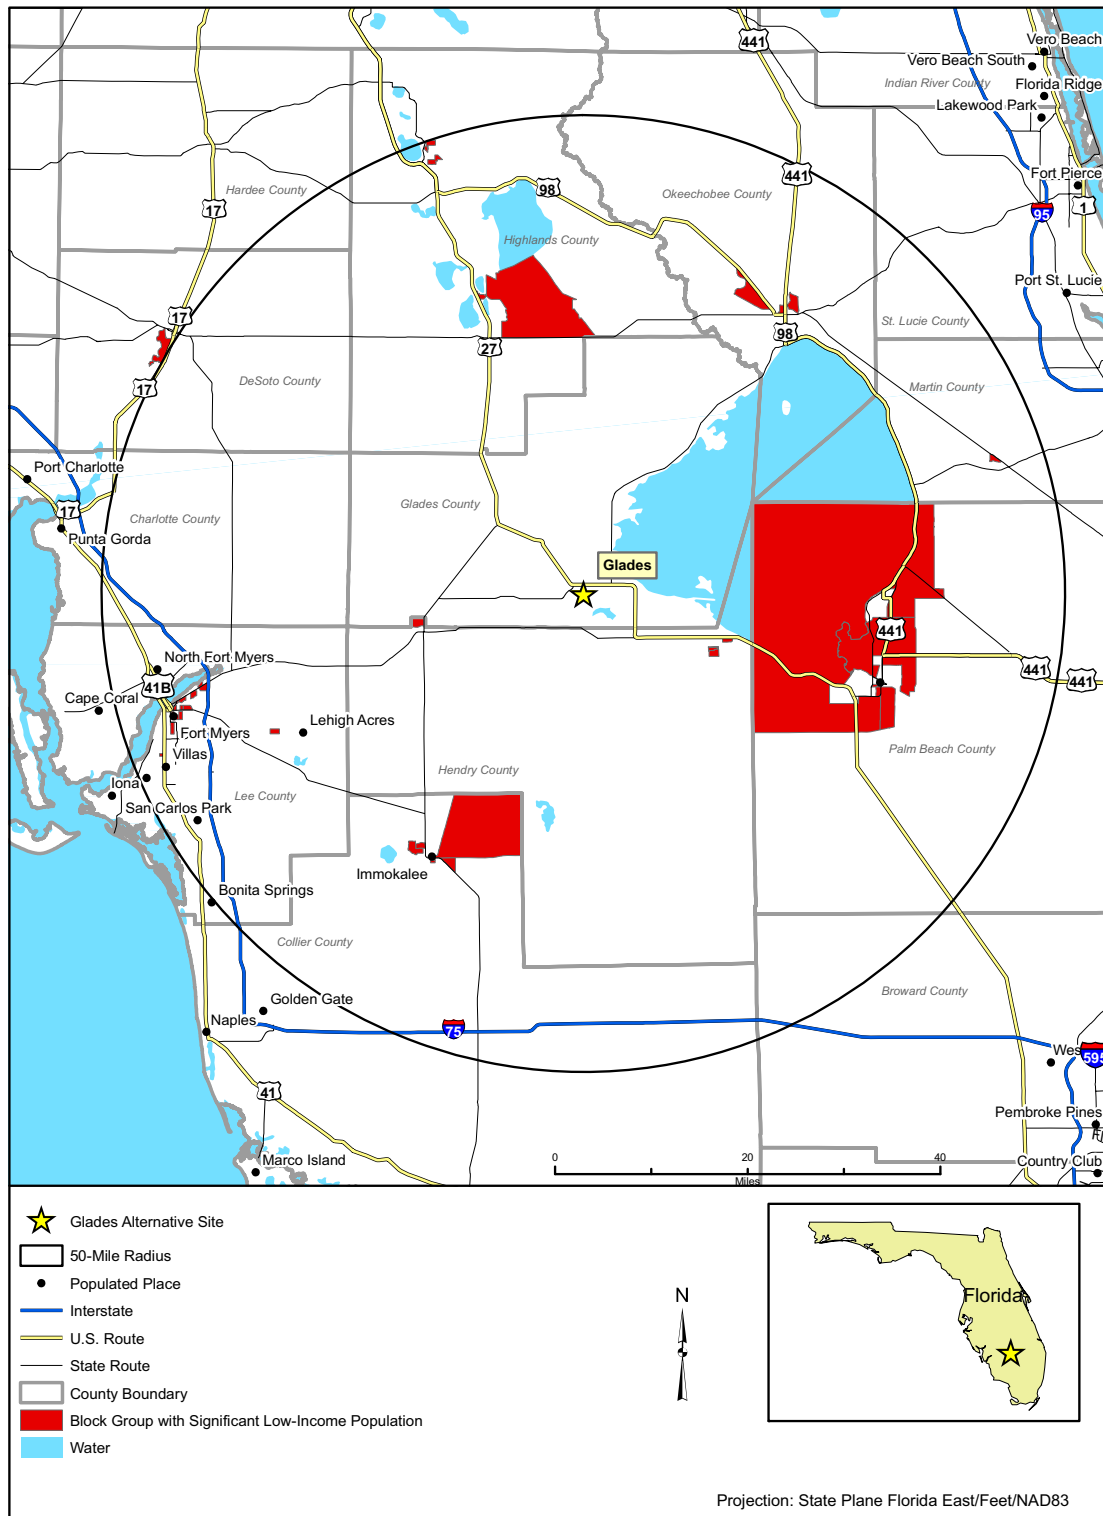 441
Vero Beach
Vero Beach South
Indian River County
Florida Ridge
Lakewood Park
Fort Pierce
Hardee County
98
Okeechobee County
441
17
95
1
Highlands County
Port St. Lucie
17
St. Lucie County
98
27
DeSoto County
17
Martin County
Port Charlotte
17
Charlotte County
Glades County
Punta Gorda
Glades
441
North Fort Myers
441
441
41B
Cape Coral
Fort Myers
Lehigh Acres
Villas
Palm Beach County
Iona
Hendry County
Lee County
San Carlos Park
Immokalee
Bonita Springs
Collier County
Broward County
Golden Gate
Naples
75
Wes
595
41
Pembroke Pines
Marco Island
0
20
40
Miles
Country Club
Glades Alternative Site
50-Mile Radius
Populated Place
Interstate
U.S. Route
State Route
County Boundary
Block Group with Significant Low-Income Population
Water
N
Florida
Projection: State Plane Florida East/Feet/NAD83